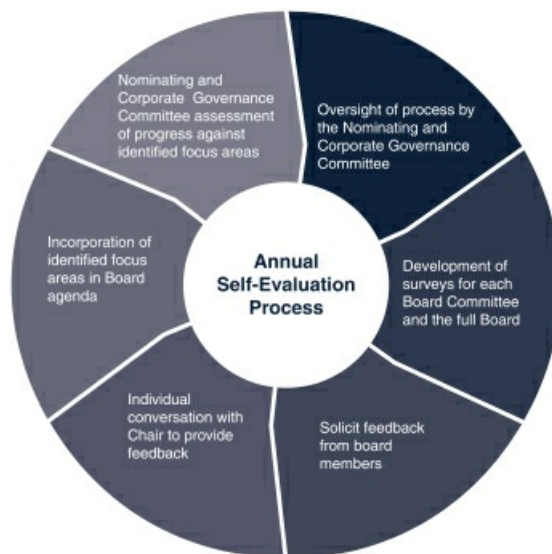 Nominating and
Corporate Governance
Committee assessment
of progress against
identified focus areas
Oversight of process by
the Nominating and
Corporate Governance
Committee
Incorporation of
identified focus
areas in Board
agenda
Annual
Self-Evaluation
Process
Development of
surveys for each
Board Committee
and the full Board
Individual
conversation with
Chair to provide
feedback
Solicit feedback
from board
members